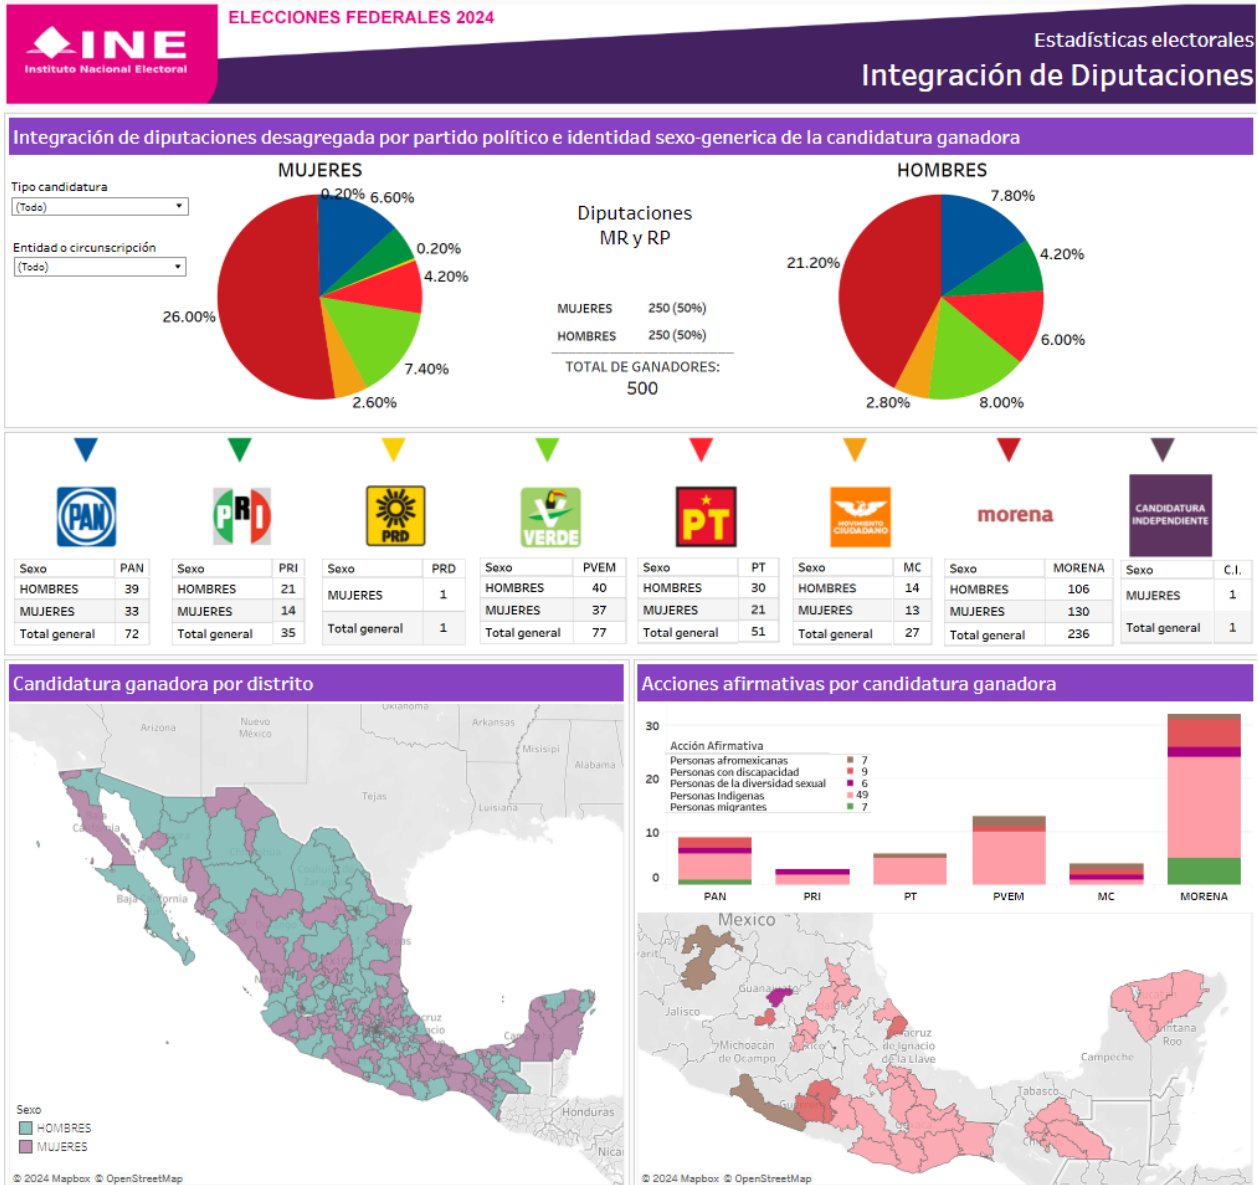 INE
Instituto Nacional Electoral
ELECCIONES FEDERALES 2024
Estadísticas electorales
Integración de Diputaciones
Integración de diputaciones desagregada por partido político e identidad sexo-generica de la candidatura ganadora
Tipo candidatura
(Todo)
Entidad o circunscripción
(Todo)
MUJERES
0.20%
6.60%
0.20%
4.20%
7.40%
2.60%
26.00%
Diputaciones
MR y RP
MUJERES 250 (50%)
HOMBRES 250 (50%)
TOTAL DE GANADORES:
500
HOMBRES
7.80%
4.20%
6.00%
8.00%
2.80%
21.20%
PAN
PRI
PRD
VERDE
PT
MOVIMIENTO
CIUDADANO
morena
CANDIDATURA
INDEPENDIENTE
Sexo PAN
HOMBRES 39
MUJERES 33
Total general 72
Sexo PRI
HOMBRES 21
MUJERES 14
Total general 35
Sexo PRD
MUJERES 1
Total general 1
Sexo PVEM
HOMBRES 40
MUJERES 37
Total general 77
Sexo PT
HOMBRES 30
MUJERES 21
Total general 51
Sexo MC
HOMBRES 14
MUJERES 13
Total general 27
Sexo MORENA
HOMBRES 106
MUJERES 130
Total general 236
Sexo C.I.
MUJERES 1
Total general 1
Candidatura ganadora por distrito
Oklahoma
Arizona
Nuevo
México
Arkansas
Misisipi
Alabama
Tejas
Luisiana
Honduras
Sexo
HOMBRES
MUJERES
© 2024 Mapbox © OpenStreetMap
Acciones afirmativas por candidatura ganadora
30
20
10
0
Acción Afirmativa
Personas afromexicanas 7
Personas con discapacidad 9
Personas de la diversidad sexual 6
Personas Indigenas 49
Personas migrantes 7
PAN
PRI
PT
PVEM
MC
MORENA
Mexico
Jalisco
Michoacán
de Ocampo
de Ignacio
de la Llave
Campeche
Tabasco
Roo
© 2024 Mapbox © OpenStreetMap